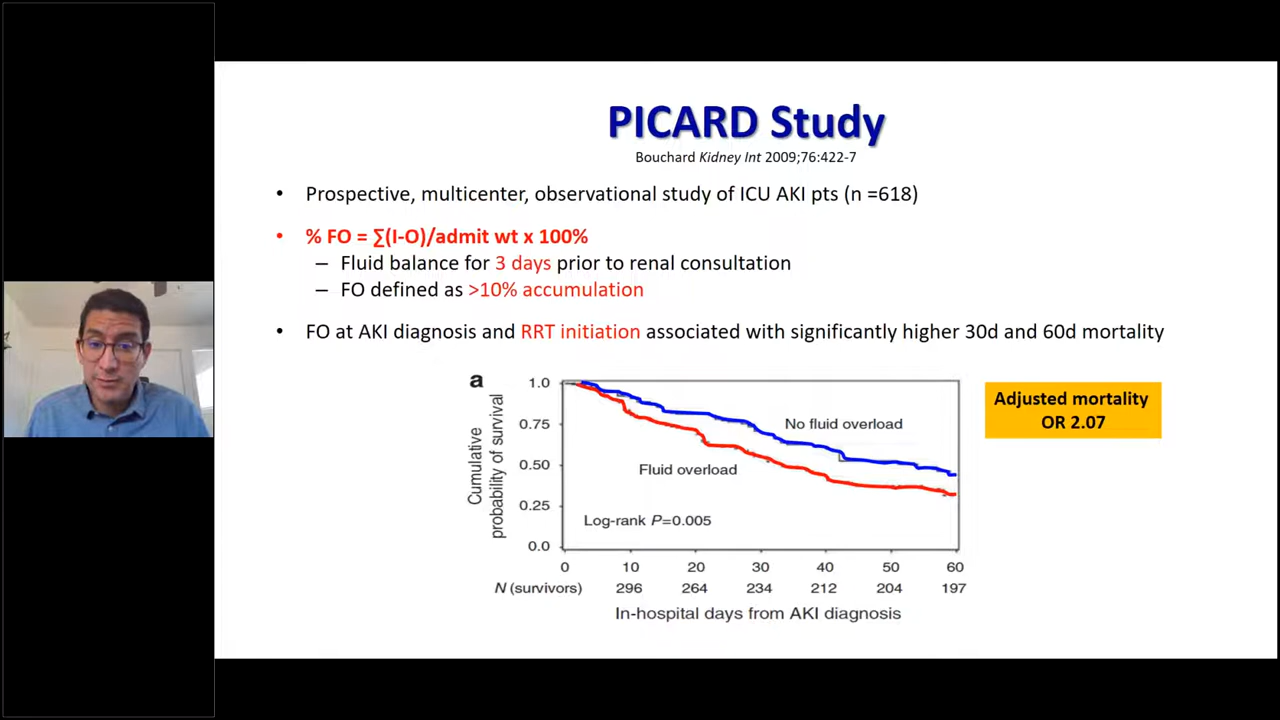 PICARD Study
Bouchard Kidney Int 2009;76:422-7
• Prospective, multicenter, observational study of ICU AKI pts (n =618)
• % FO = ∑(I-O)/admit wt x 100%
– Fluid balance for 3 days prior to renal consultation
– FO defined as >10% accumulation
• FO at AKI diagnosis and RRT initiation associated with significantly higher 30d and 60d mortality
a
Cumulative
probability of survival
1.0
0.75
0.50
0.25
0.0
No fluid overload
Fluid overload
Log-rank P=0.005
0 10 20 30 40 50 60
N (survivors) 296 264 234 212 204 197
In-hospital days from AKI diagnosis
Adjusted mortality
OR 2.07